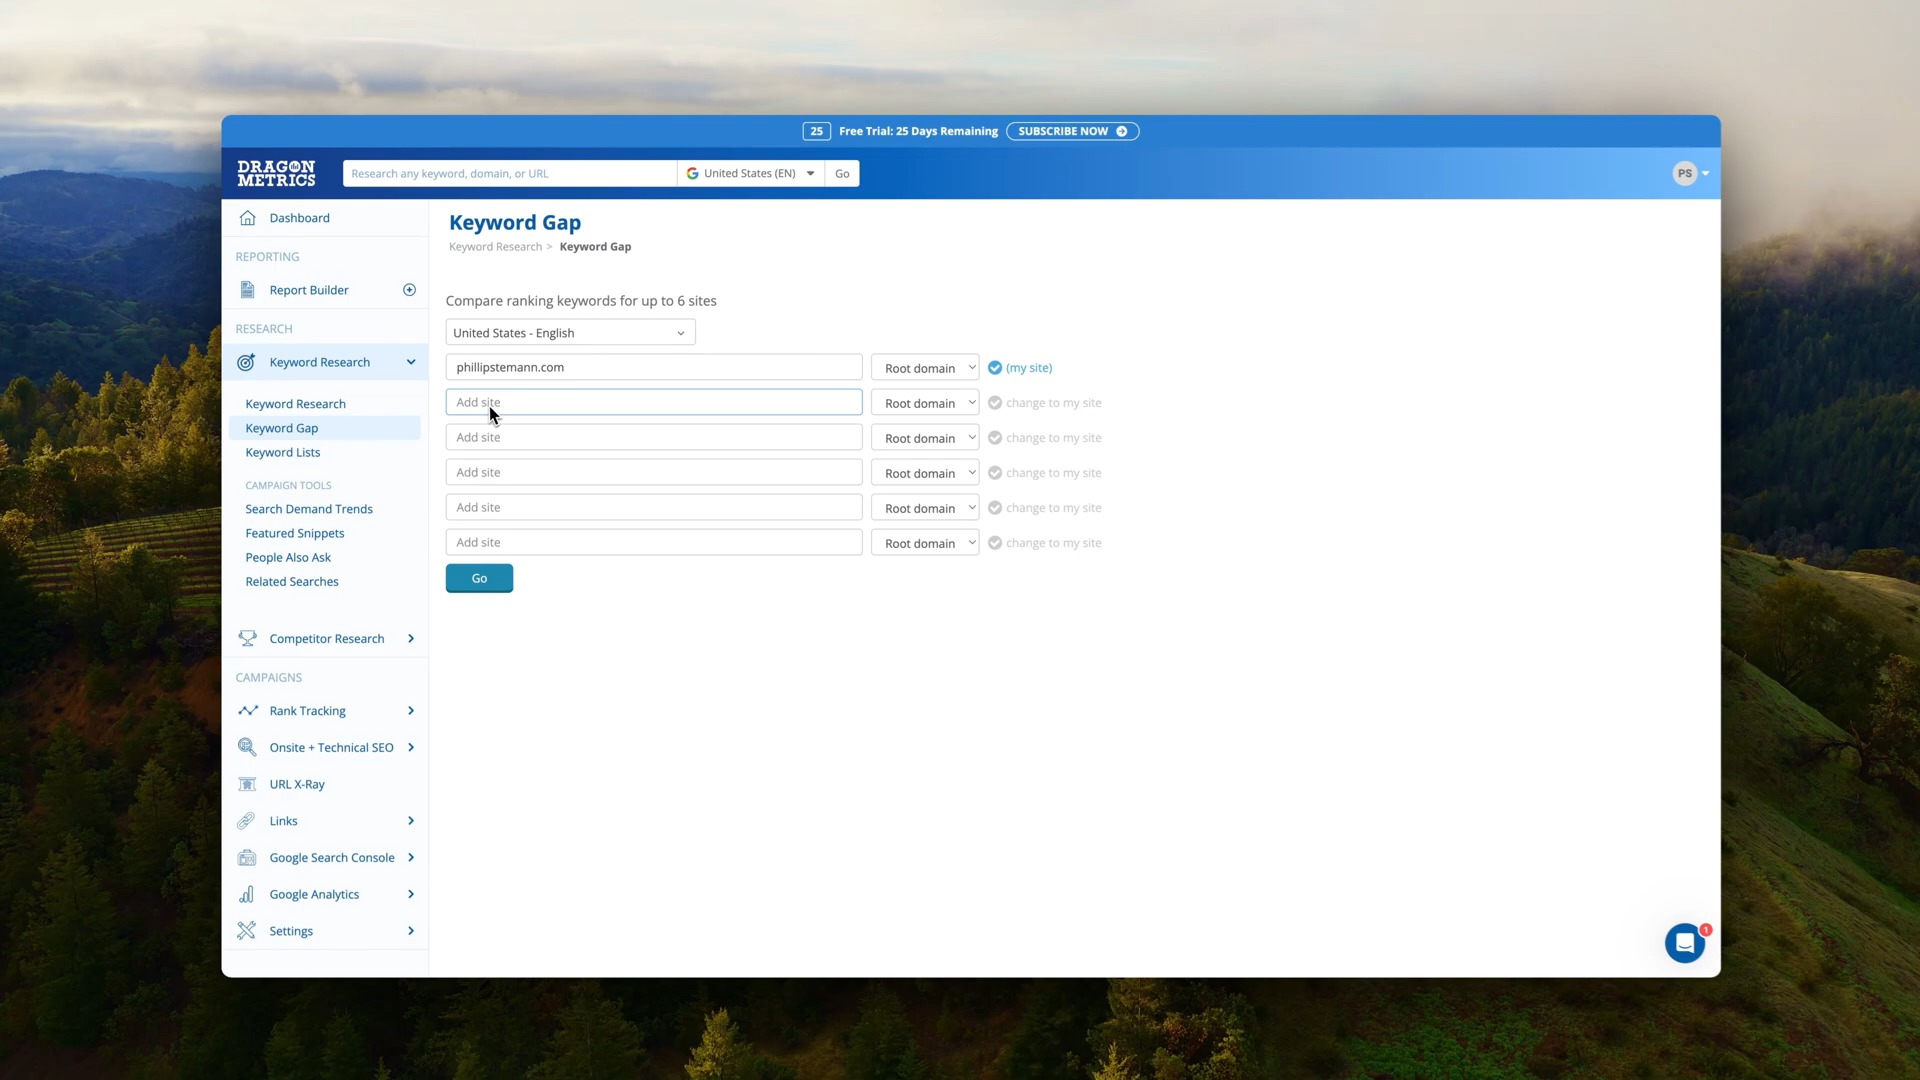 25 Free Trial: 25 Days Remaining SUBSCRIBE NOW
DRAGON METRICS
Research any keyword, domain, or URL
United States (EN)
Go
PS
Dashboard
REPORTING
Report Builder
RESEARCH
Keyword Research
Keyword Research
Keyword Gap
Keyword Lists
CAMPAIGN TOOLS
Search Demand Trends
Featured Snippets
People Also Ask
Related Searches
Competitor Research
CAMPAIGNS
Rank Tracking
Onsite + Technical SEO
URL X-Ray
Links
Google Search Console
Google Analytics
Settings
Keyword Gap
Keyword Research > Keyword Gap
Compare ranking keywords for up to 6 sites
United States - English
phillipstemann.com Root domain (my site)
Add site Root domain change to my site
Add site Root domain change to my site
Add site Root domain change to my site
Add site Root domain change to my site
Add site Root domain change to my site
Go
1